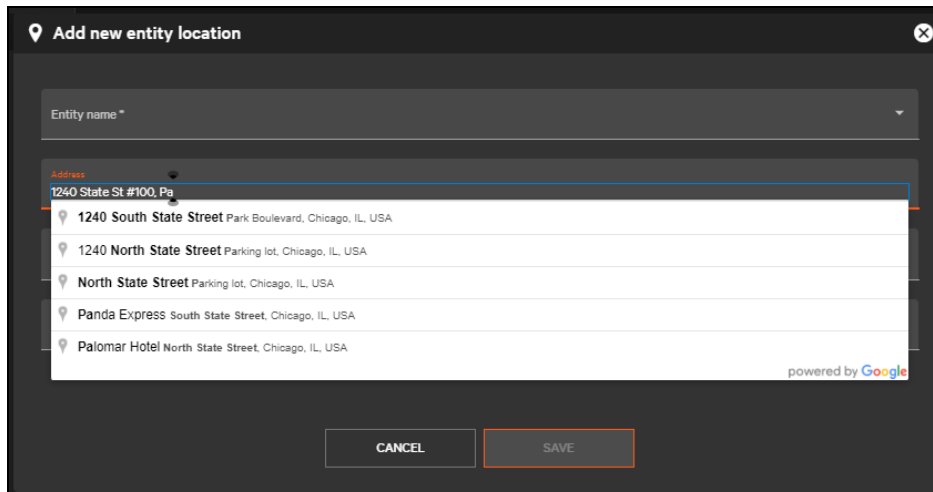 Add new entity location
Entity name *
Address
1240 State St #100, Pa
1240 South State Street Park Boulevard, Chicago, IL, USA
1240 North State Street Parking lot, Chicago, IL, USA
North State Street Parking lot, Chicago, IL, USA
Panda Express South State Street, Chicago, IL, USA
Palomar Hotel North State Street, Chicago, IL, USA
powered by Google
CANCEL SAVE